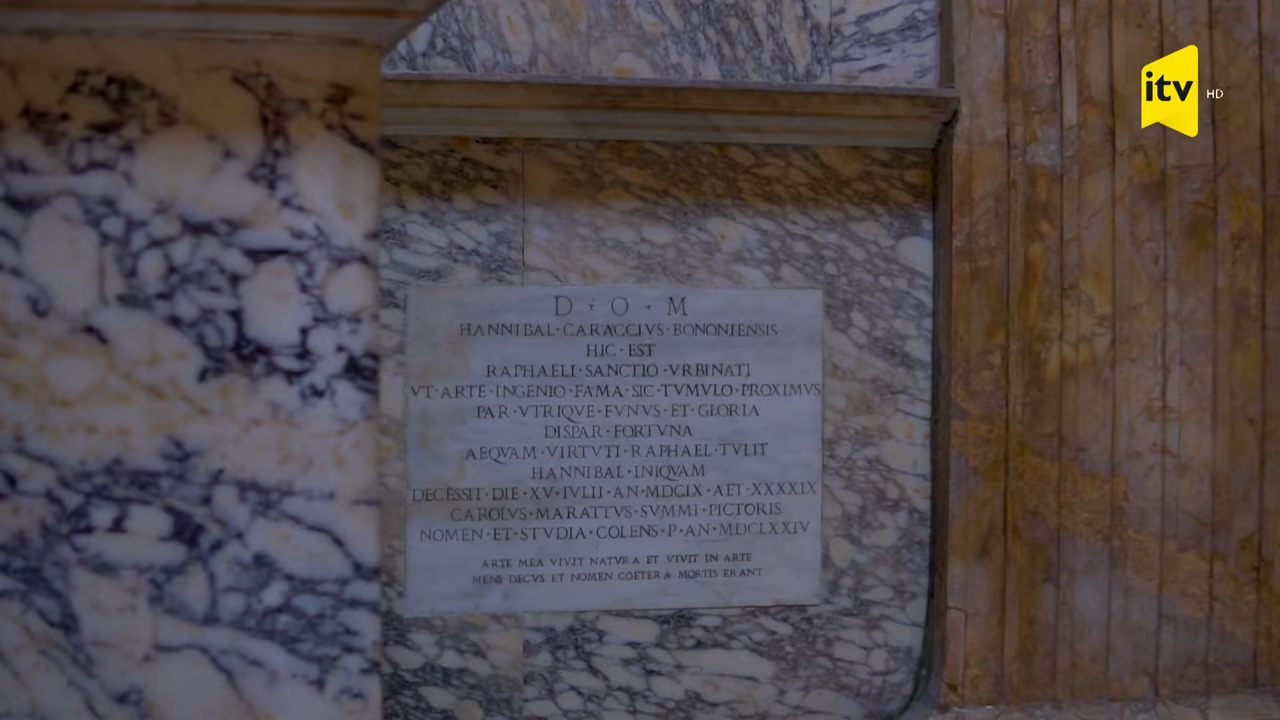 itv HD
D · O · M
HANNIBAL · CARACCIVS · BONONIENSIS
HIC · EST
RAPHAELI · SANCTIO · VRBINATI
VT · ARTE · INGENIO · FAMA · SIC · TVMVLO · PROXIMVS
PAR · VTRIQVE · FVNVS · ET · GLORIA
DISPAR · FORTVNA
AEQVAM · VIRTVTI · RAPHAEL · TVLIT
HANNIBAL · INIQVAM
DECESSIT · DIE · XV · IVLII · AN · MDCIX · AET · XXXXIX
CAROLVS · MARATTVS · SVMMI · PICTORIS
NOMEN · ET · STVDIA · COLENS · P · AN · MDCLXXIV
ARTE MEA VIVIT NATVRA ET VIVIT IN ARTE
MENS DECVS ET NOMEN COETERA MORTIS ERANT